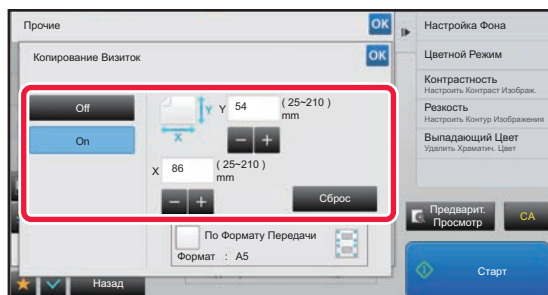 Прочие
OK
Копирование Визиток
OK
Off
On
Y
Y 54 ( 25~210 ) mm
X
X 86 ( 25~210 ) mm
Сброс
По Формату Передачи
Формат : A5
Назад
Настройка Фона
Цветной Режим
Контрастность
Настроить Контраст Изображ.
Резкость
Настроить Контур Изображения
Выпадающий Цвет
Удалить Храматич. Цвет
Предварит.
Просмотр
CA
Старт